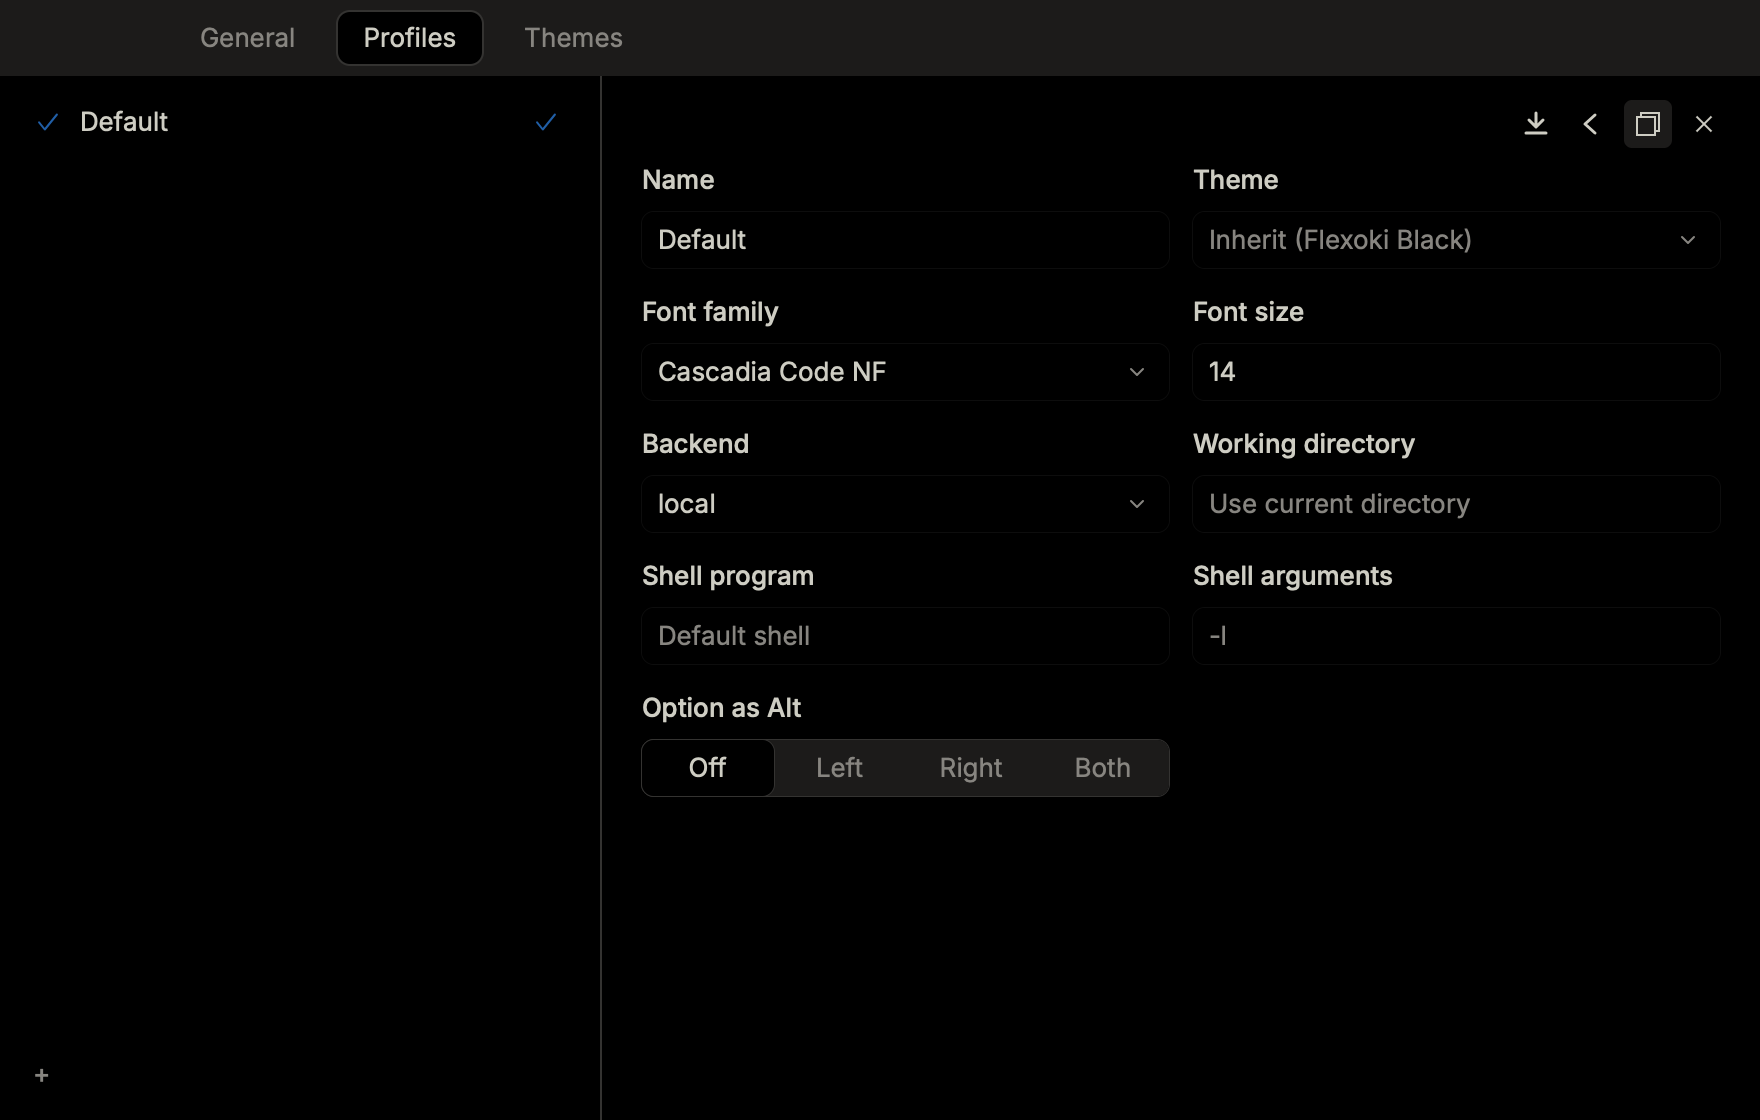 General Profiles Themes
Default
Name Theme
Default Inherit (Flexoki Black)
Font family Font size
Cascadia Code NF 14
Backend Working directory
local Use current directory
Shell program Shell arguments
Default shell -l
Option as Alt
Off Left Right Both
+